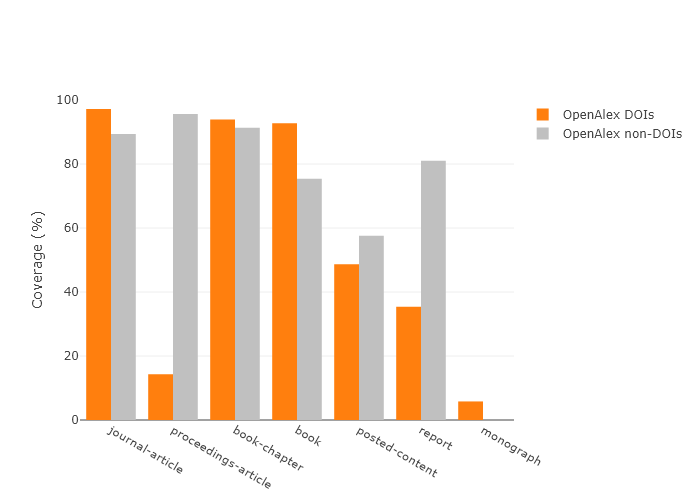 100
80
60
40
20
0
Coverage (%)
journal-article
proceedings-article
book-chapter
book
posted-content
report
monograph
OpenAlex DOIs
OpenAlex non-DOIs